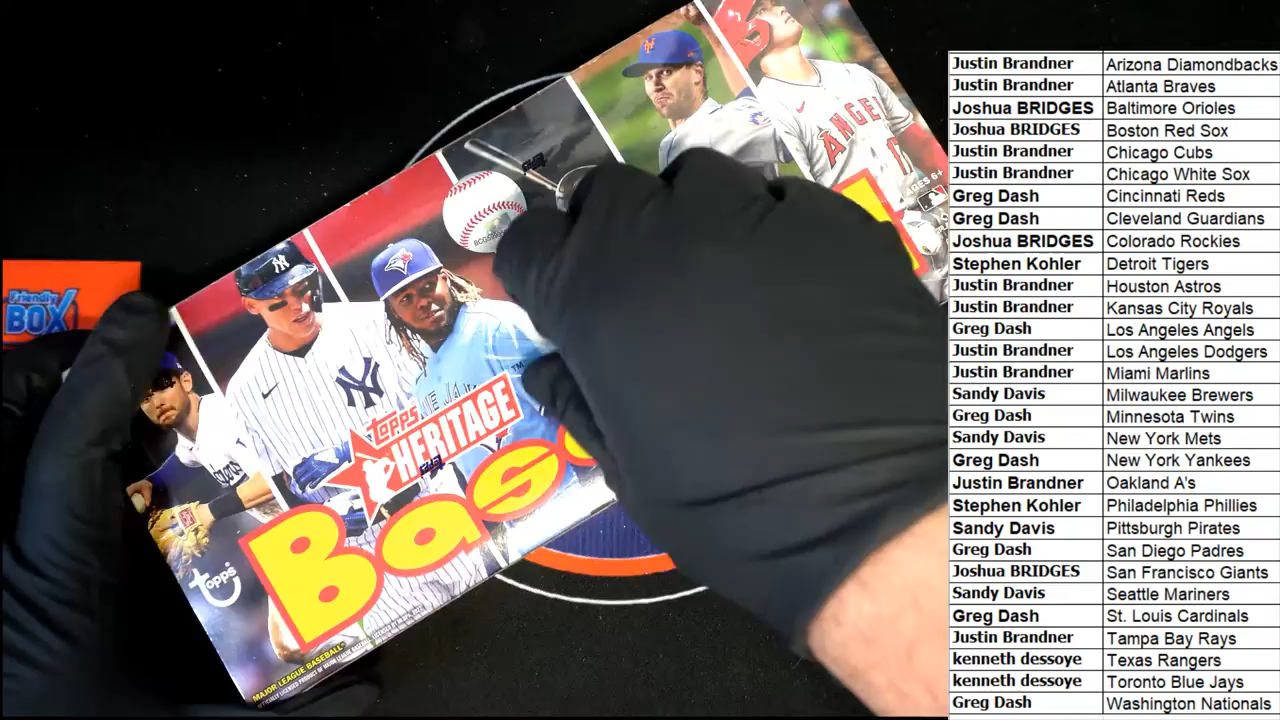 Friendly
BOX
NY
NY
ANGEL
AGES 6+
TM
topps
HERITAGE
Bas
topps
MAJOR LEAGUE BASEBALL
Justin Brandner Arizona Diamondbacks
Justin Brandner Atlanta Braves
Joshua BRIDGES Baltimore Orioles
Joshua BRIDGES Boston Red Sox
Justin Brandner Chicago Cubs
Justin Brandner Chicago White Sox
Greg Dash Cincinnati Reds
Greg Dash Cleveland Guardians
Joshua BRIDGES Colorado Rockies
Stephen Kohler Detroit Tigers
Justin Brandner Houston Astros
Justin Brandner Kansas City Royals
Greg Dash Los Angeles Angels
Justin Brandner Los Angeles Dodgers
Justin Brandner Miami Marlins
Sandy Davis Milwaukee Brewers
Greg Dash Minnesota Twins
Sandy Davis New York Mets
Greg Dash New York Yankees
Justin Brandner Oakland A's
Stephen Kohler Philadelphia Phillies
Sandy Davis Pittsburgh Pirates
Greg Dash San Diego Padres
Joshua BRIDGES San Francisco Giants
Sandy Davis Seattle Mariners
Greg Dash St. Louis Cardinals
Justin Brandner Tampa Bay Rays
kenneth dessoye Texas Rangers
kenneth dessoye Toronto Blue Jays
Greg Dash Washington Nationals